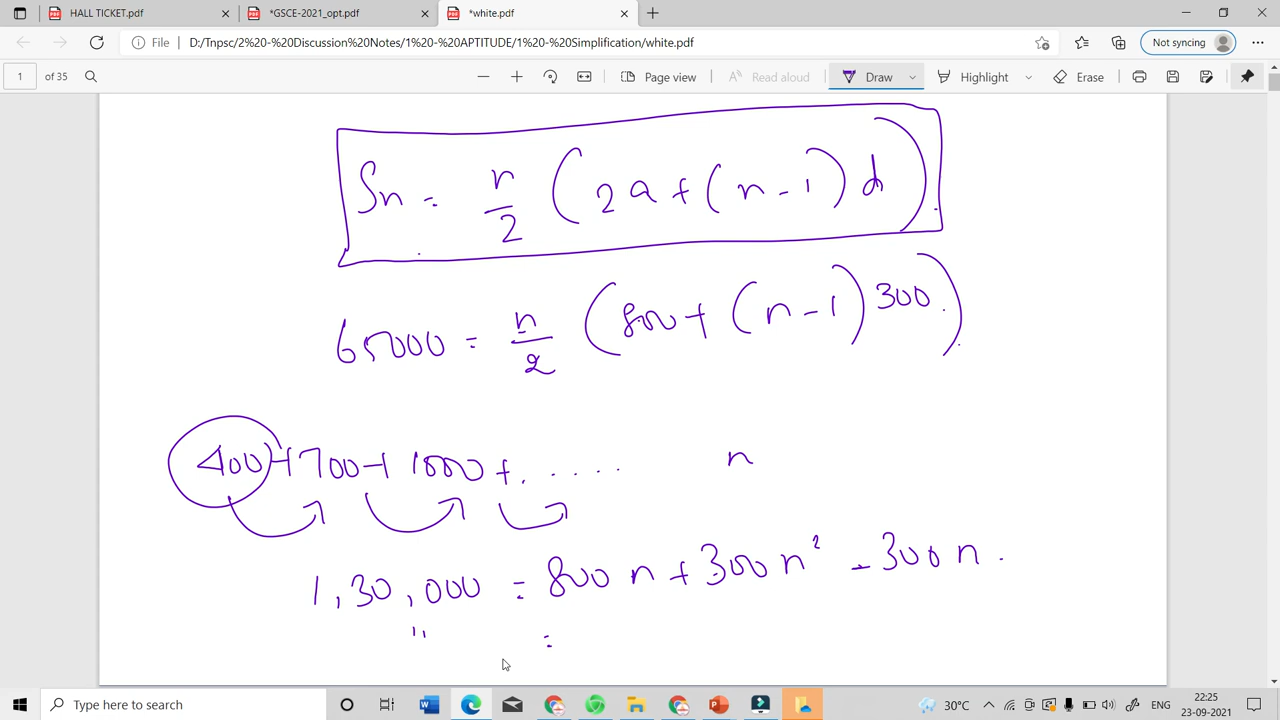 HALL TICKET.pdf
*GSCE-2021_opt.pdf
*white.pdf
File
D:/Tnpsc/2%20-%20Discussion%20Notes/1%20-%20APTITUDE/1%20-%20Simplification/white.pdf
Not syncing
1 of 35
Page view
Read aloud
Draw
Highlight
Erase
Sn = n/2 (2a + (n - 1) d).
65000 = n/2 (800 + (n - 1) 300.).
400 + 700 + 1000 + ..... n
1,30,000 = 800 n + 300 n² - 300 n.
" =
Type here to search
30°C
ENG
22:25
23-09-2021